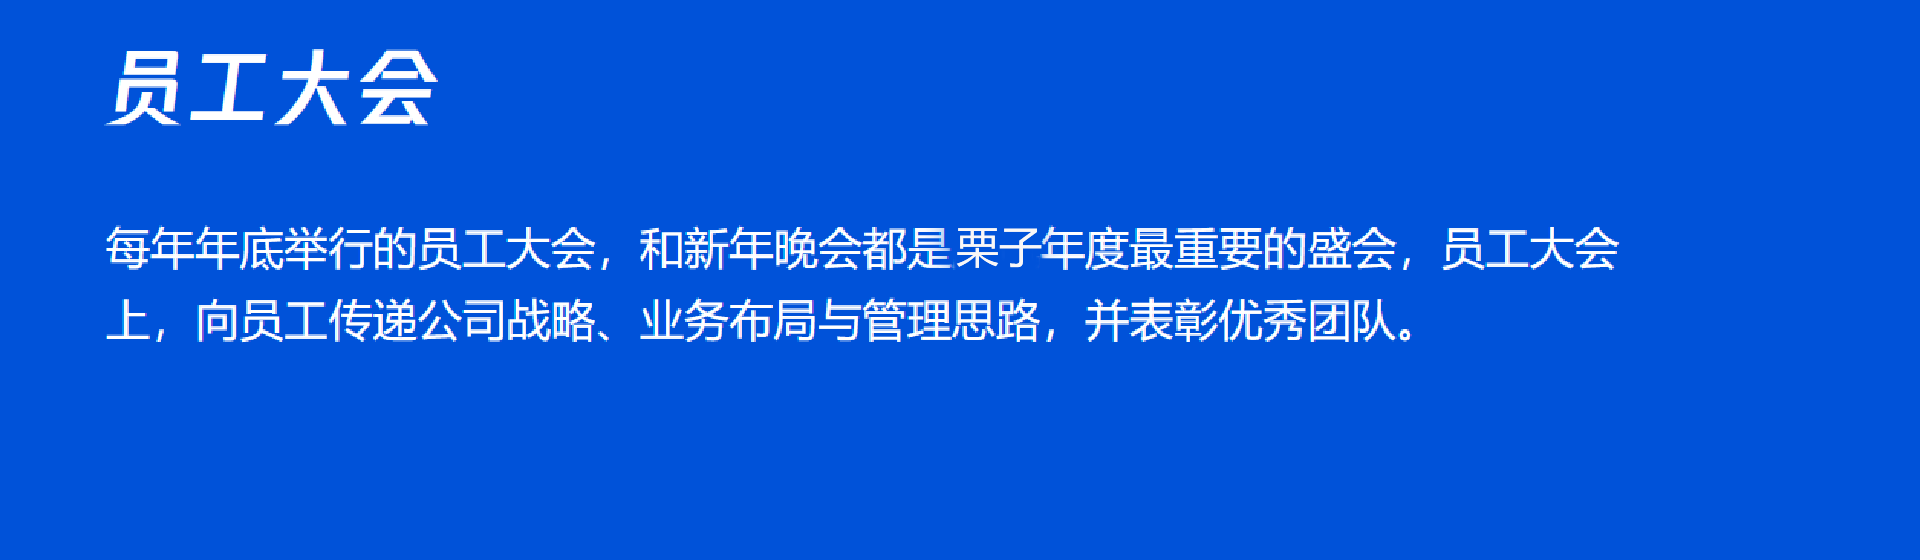 员工大会
每年年底举行的员工大会，和新年晚会都是栗子年度最重要的盛会，员工大会
上，向员工传递公司战略、业务布局与管理思路，并表彰优秀团队。